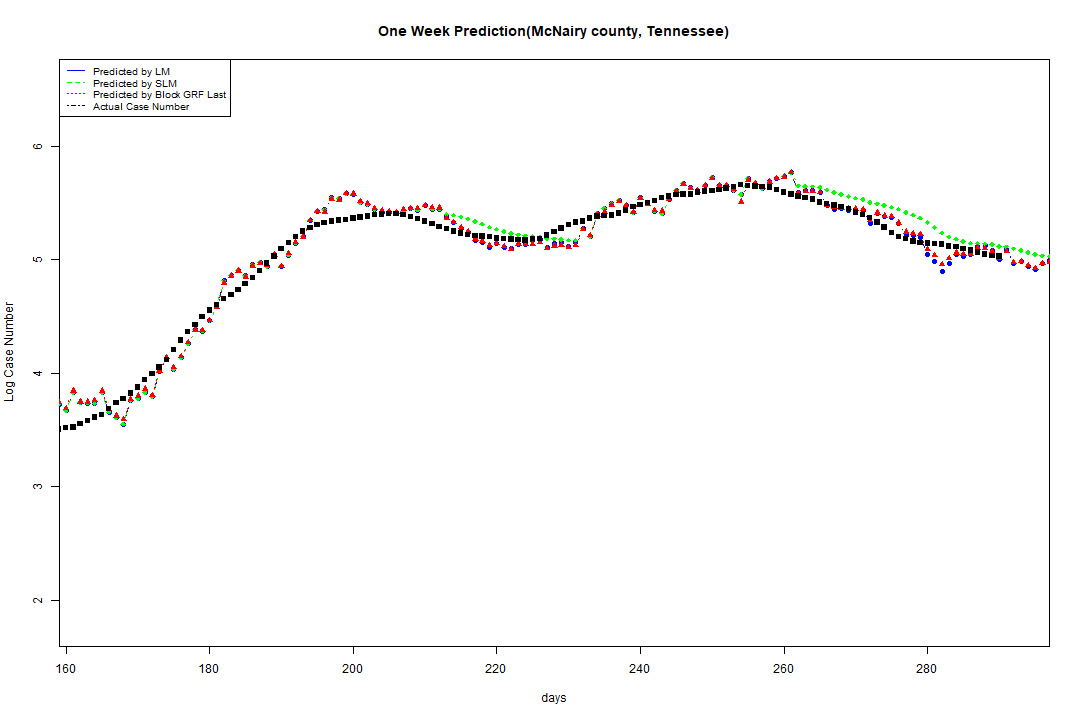 One Week Prediction(McNairy county, Tennessee)
Predicted by LM
Predicted by SLM
Predicted by Block GRF Last
Actual Case Number
6
5
4
3
2
Log Case Number
160 180 200 220 240 260 280
days